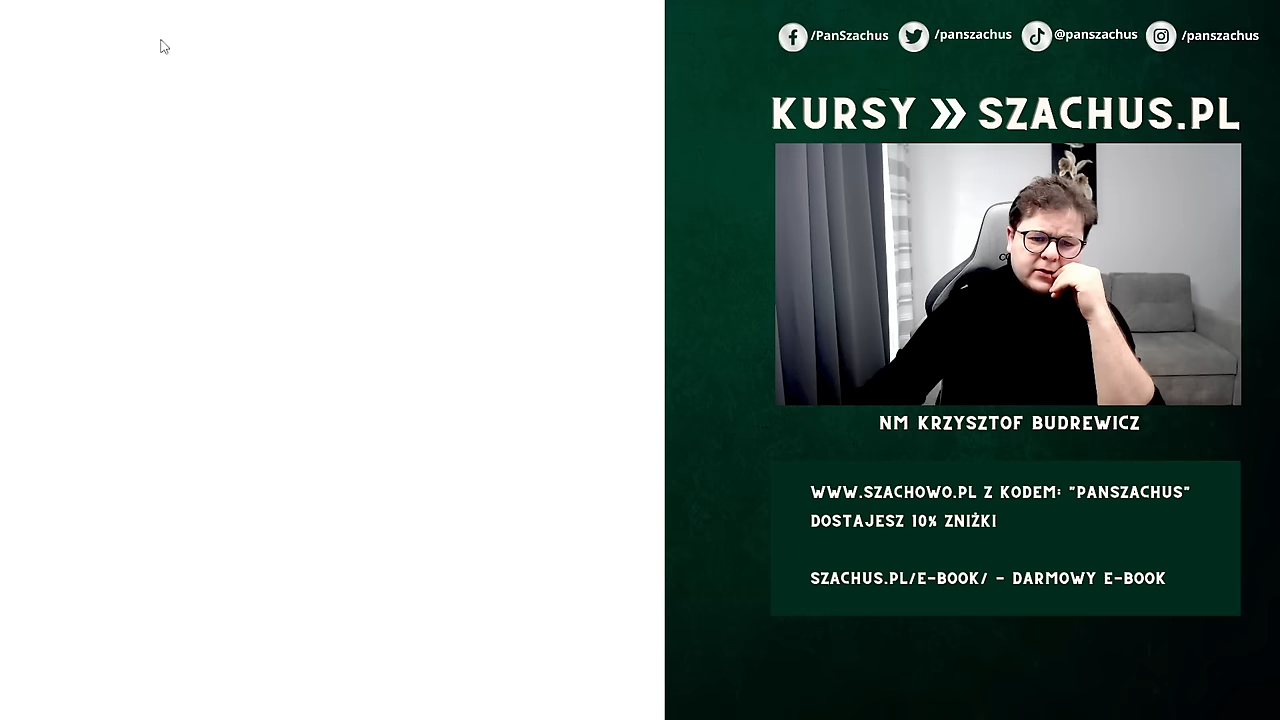 /PanSzachus /panszachus @panszachus /panszachus
KURSY » SZACHUS.PL
NM KRZYSZTOF BUDREWICZ
WWW.SZACHOWO.PL Z KODEM: "PANSZACHUS"
DOSTAJESZ 10% ZNIŻKI
SZACHUS.PL/E-BOOK/ - DARMOWY E-BOOK